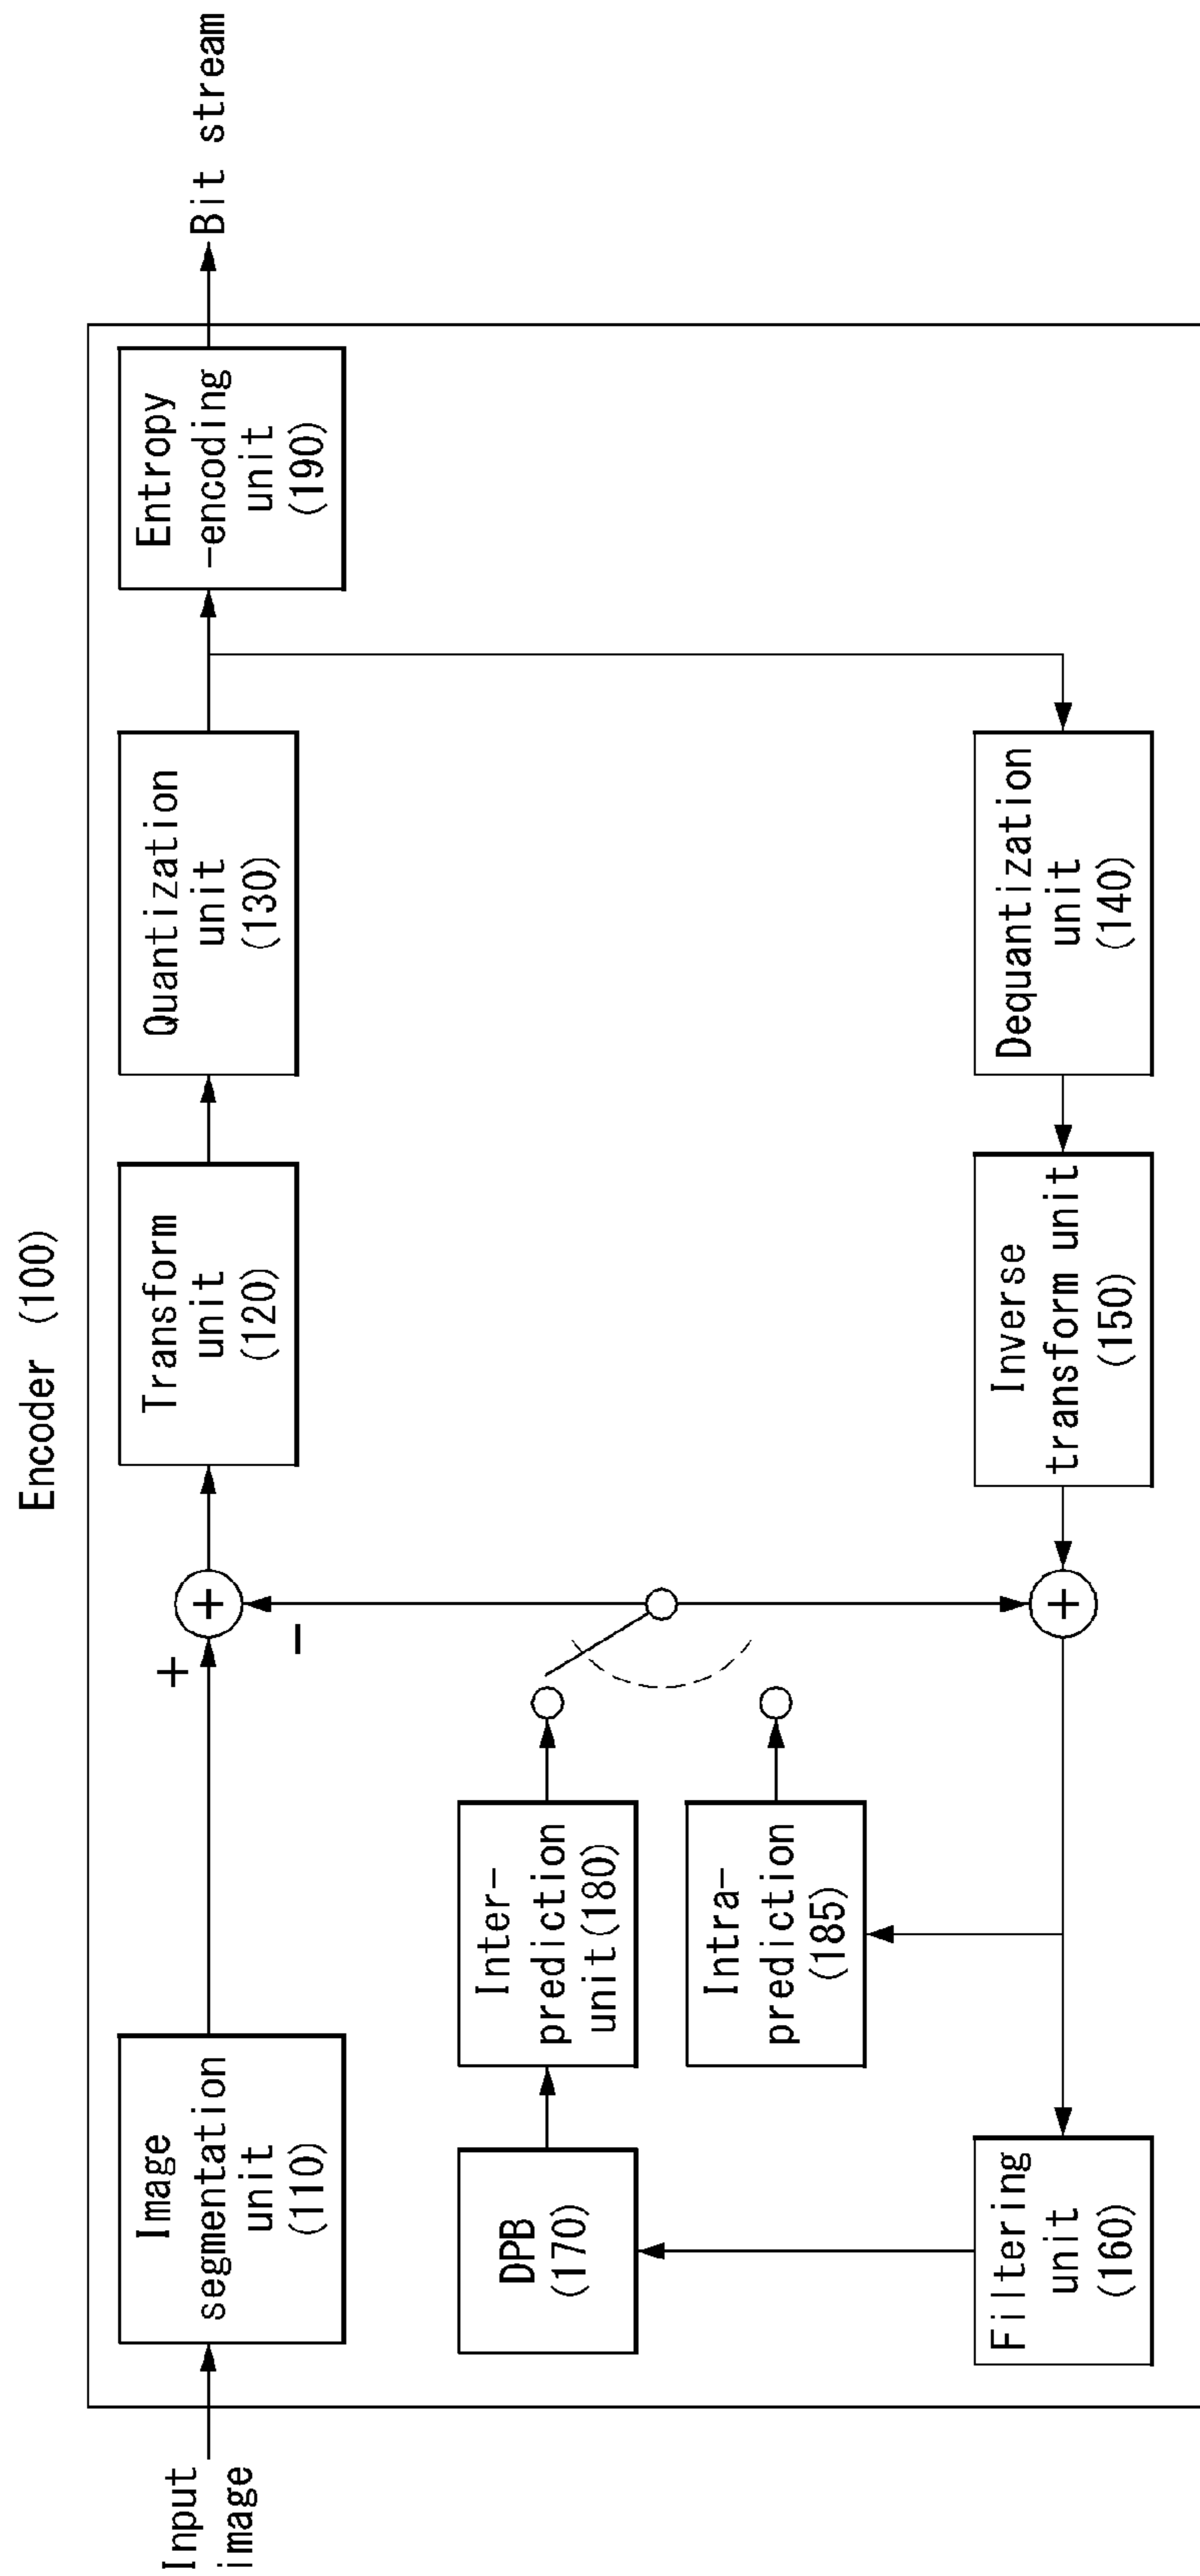 Encoder (100)
Input
image
Image
segmentation
unit
(110)
+
−
+
Transform
unit
(120)
Quantization
unit
(130)
Entropy
-encoding
unit
(190)
Bit stream
DPB
(170)
Inter-
prediction
unit(180)
Intra-
prediction
(185)
Filtering
unit
(160)
+
Inverse
transform unit
(150)
Dequantization
unit
(140)